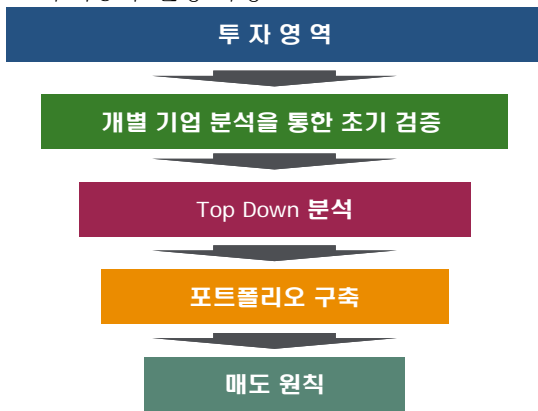 투 자 영 역
개별 기업 분석을 통한 초기 검증
Top Down 분석
포트폴리오 구축
매도 원칙